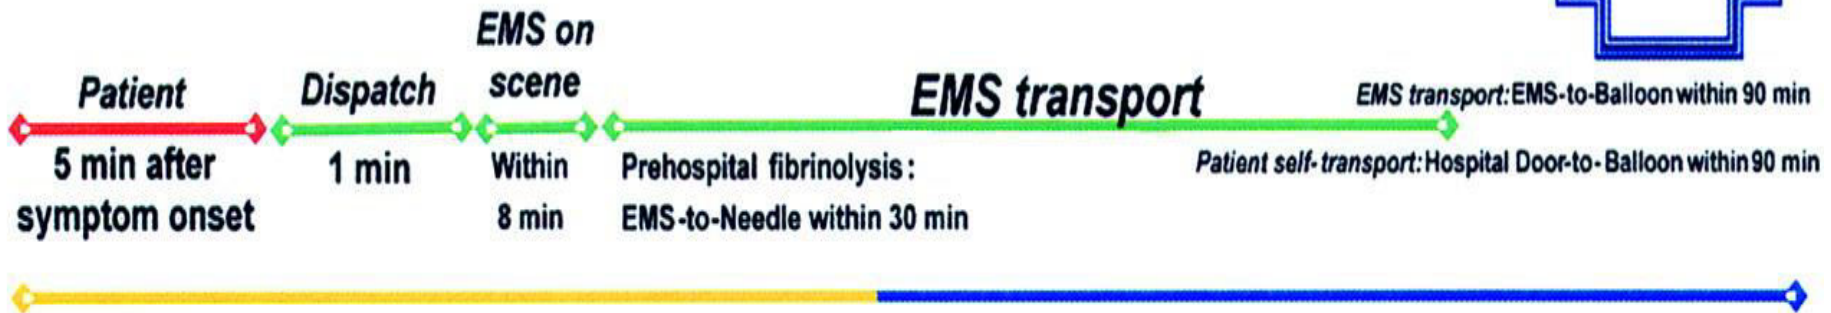 EMS on
scene
Patient
Dispatch
EMS transport
EMS transport: EMS-to-Balloon within 90 min
5 min after
symptom onset
1 min
Within
8 min
Prehospital fibrinolysis:
EMS-to-Needle within 30 min
Patient self-transport: Hospital Door-to-Balloon within 90 min